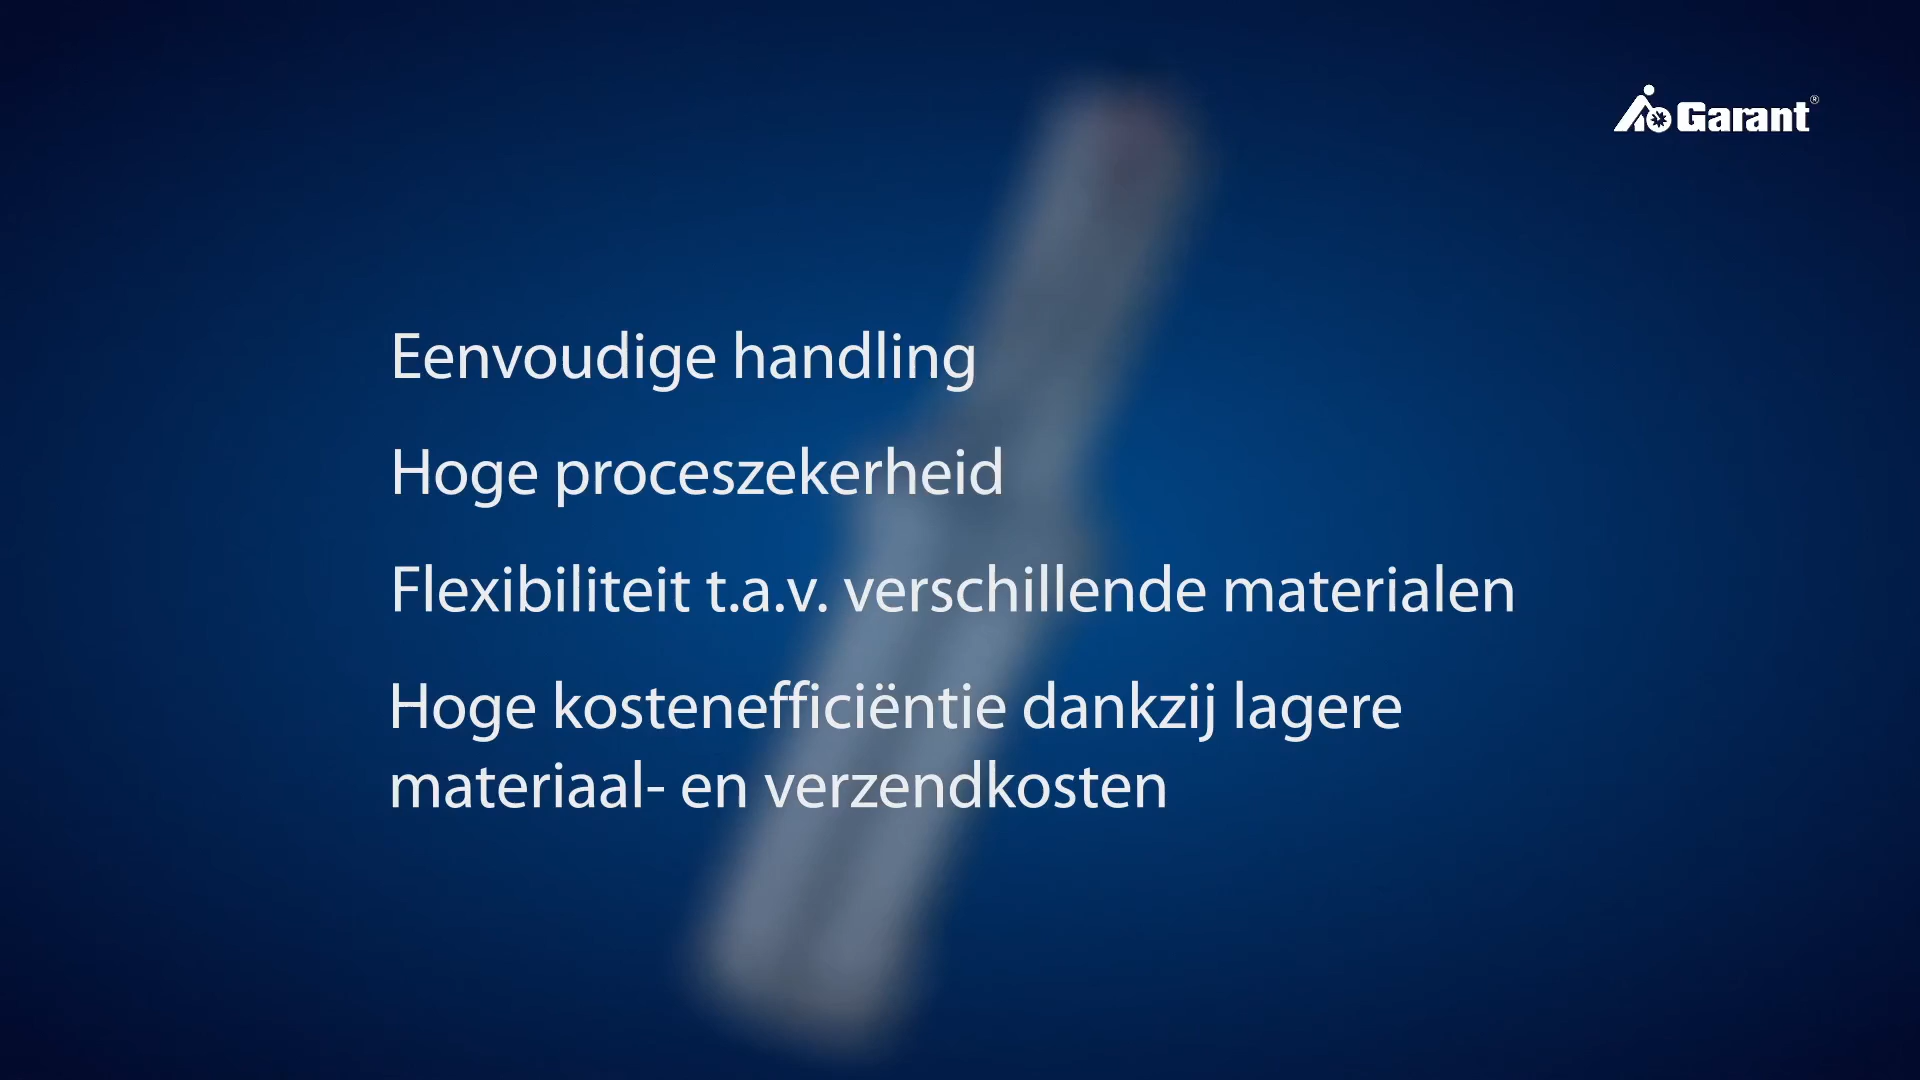 Garant®
Eenvoudige handling
Hoge proceszekerheid
Flexibiliteit t.a.v. verschillende materialen
Hoge kostenefficiëntie dankzij lagere
materiaal- en verzendkosten